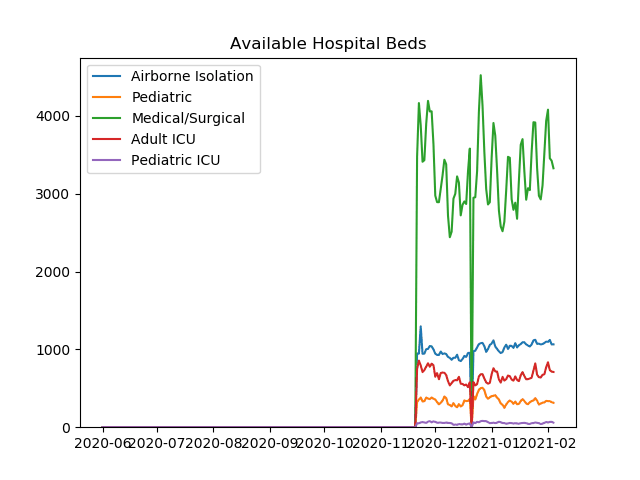 Available Hospital Beds
Airborne Isolation
Pediatric
Medical/Surgical
Adult ICU
Pediatric ICU
4000
3000
2000
1000
0
2020-06 2020-07 2020-08 2020-09 2020-10 2020-11 2020-12 2021-01 2021-02